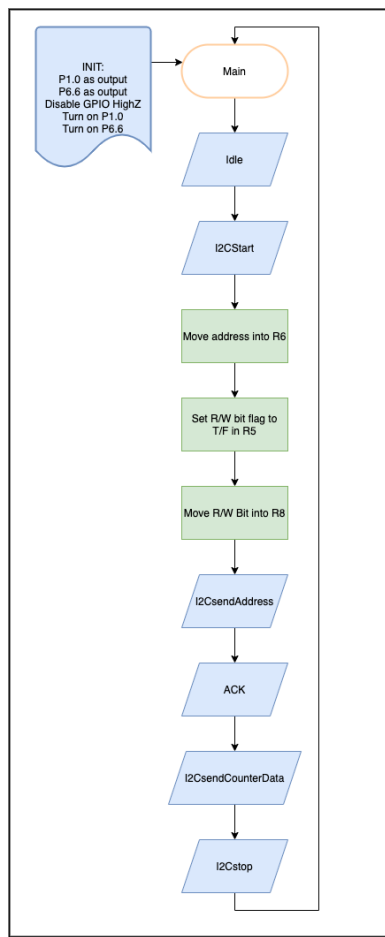 INIT:
P1.0 as output
P6.6 as output
Disable GPIO HighZ
Turn on P1.0
Turn on P6.6
Main
Idle
I2CStart
Move address into R6
Set R/W bit flag to
T/F in R5
Move R/W Bit into R8
I2CsendAddress
ACK
I2CsendCounterData
I2Cstop